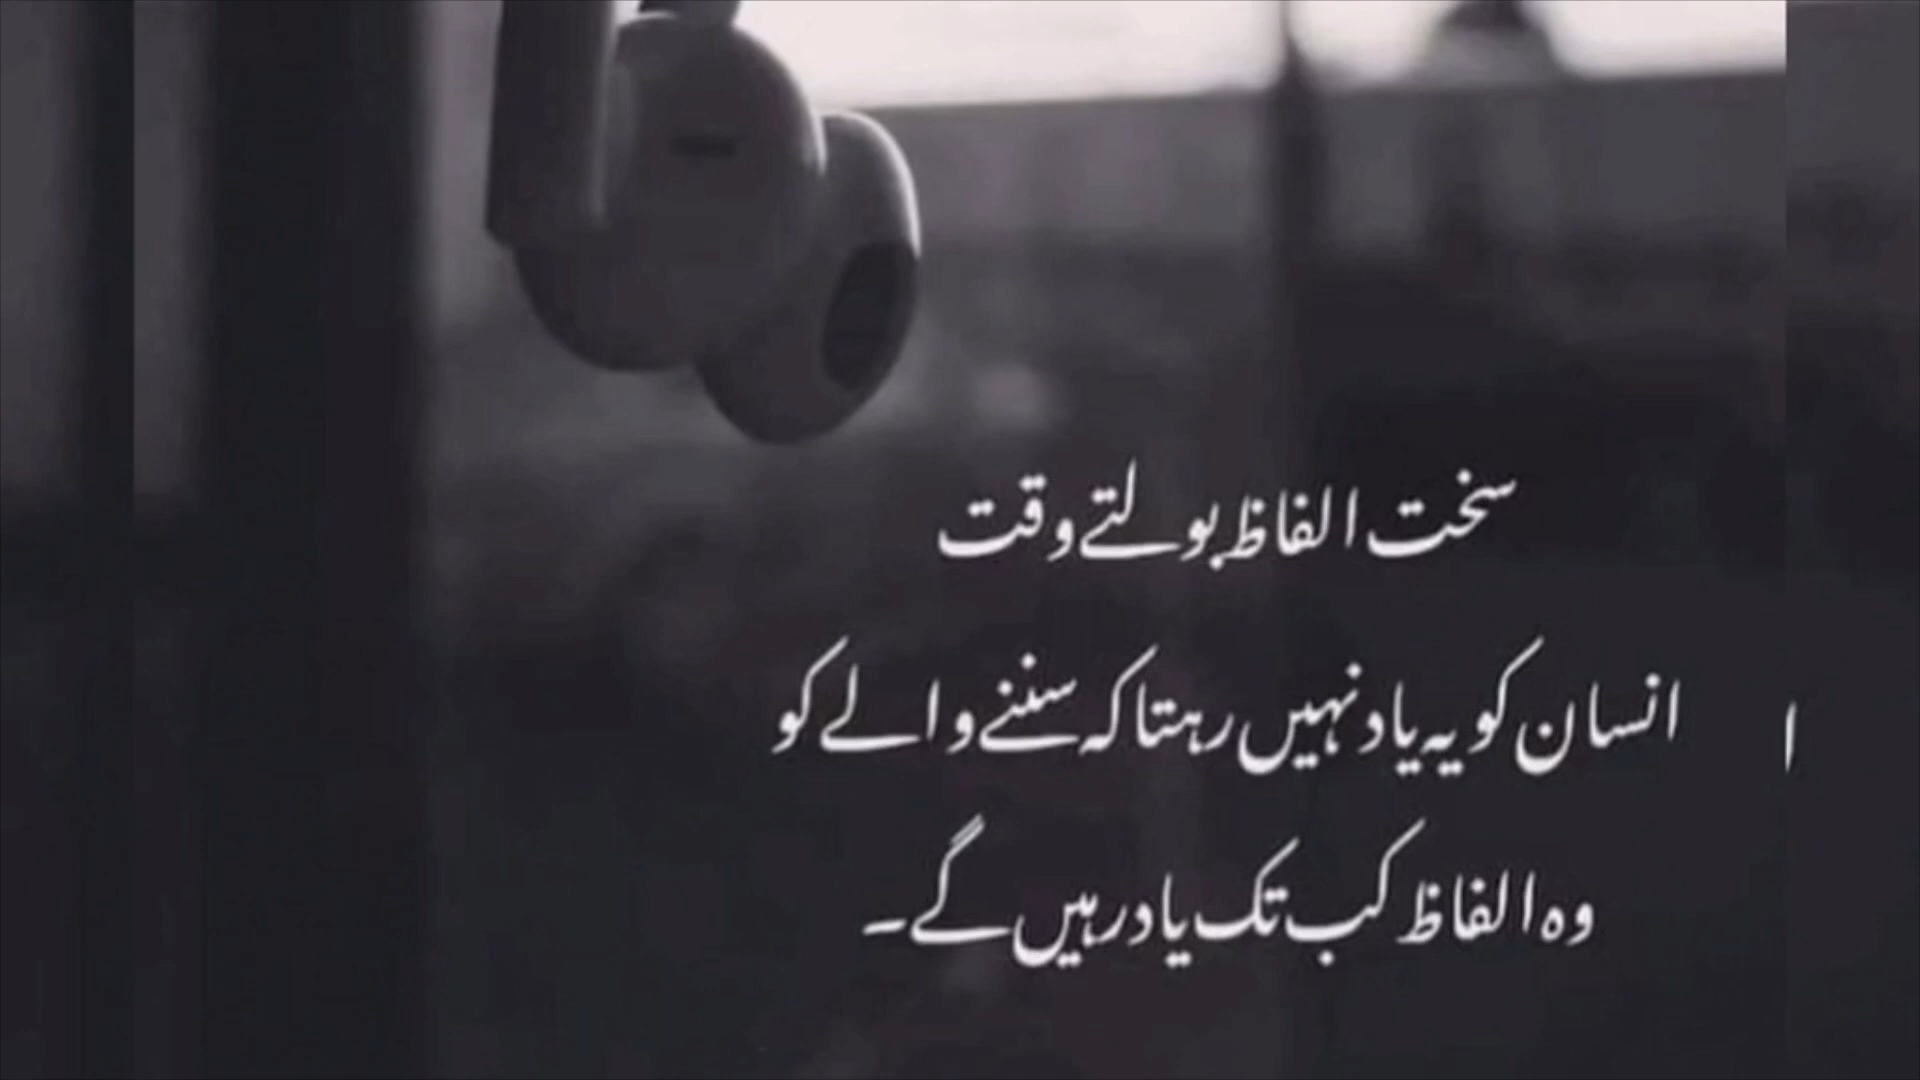 سخت الفاظ بولتے وقت
انسان کو یہ یاد نہیں رہتا کہ سننے والے کو
وہ الفاظ کب تک یاد رہیں گے۔